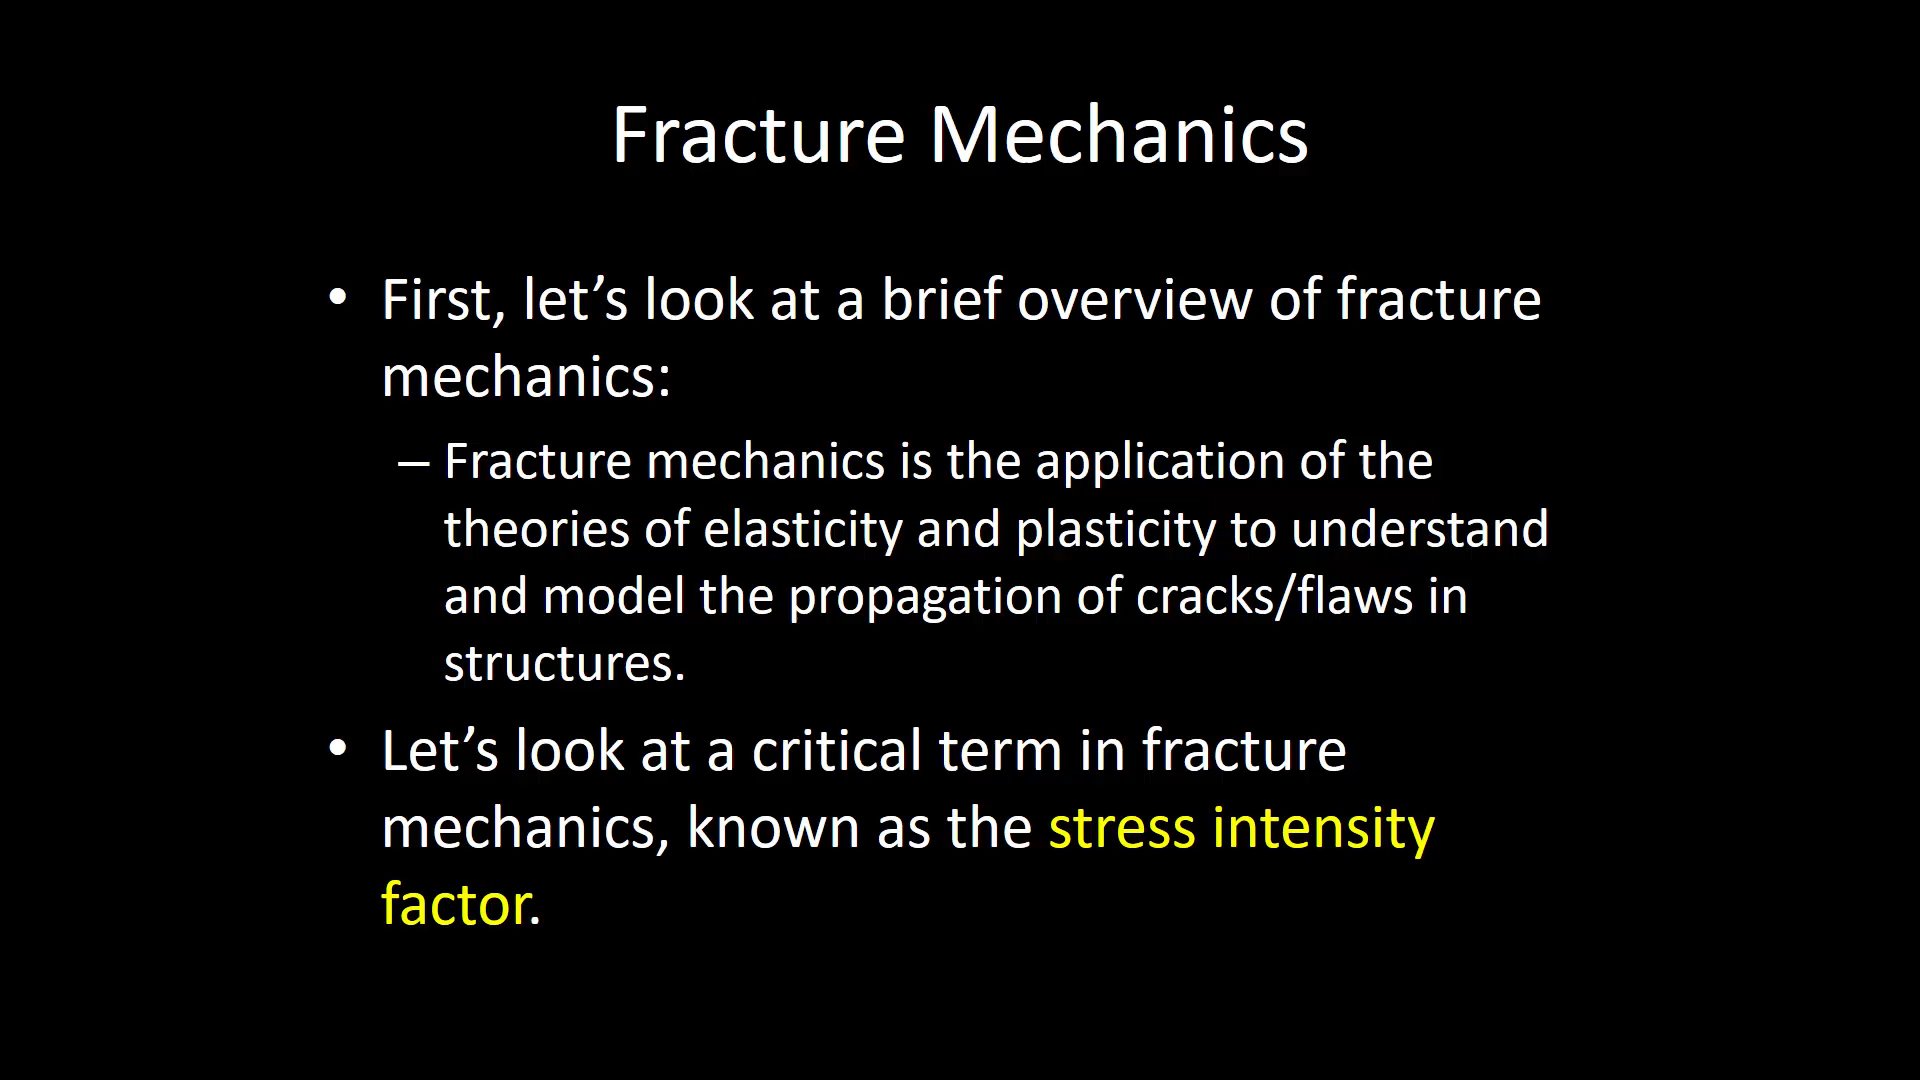 Fracture Mechanics
• First, let’s look at a brief overview of fracture
mechanics:
– Fracture mechanics is the application of the
theories of elasticity and plasticity to understand
and model the propagation of cracks/flaws in
structures.
• Let’s look at a critical term in fracture
mechanics, known as the stress intensity
factor.